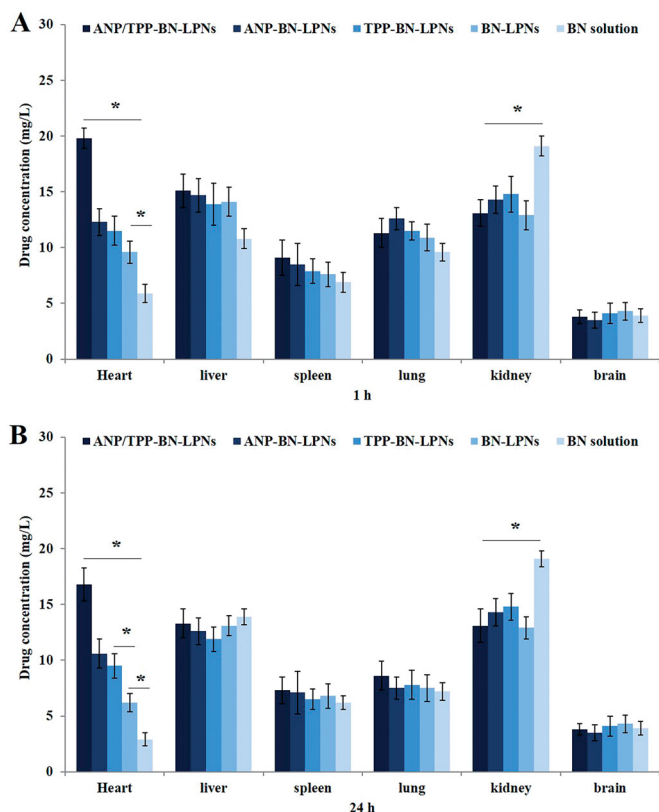 A
30
ANP/TPP-BN-LPNs ANP-BN-LPNs TPP-BN-LPNs BN-LPNs BN solution
25
20
15
10
5
0
Drug concentration (mg/L)
* * *
Heart liver spleen lung kidney brain
1 h
B
30
ANP/TPP-BN-LPNs ANP-BN-LPNs TPP-BN-LPNs BN-LPNs BN solution
25
20
15
10
5
0
Drug concentration (mg/L)
* * * *
Heart liver spleen lung kidney brain
24 h